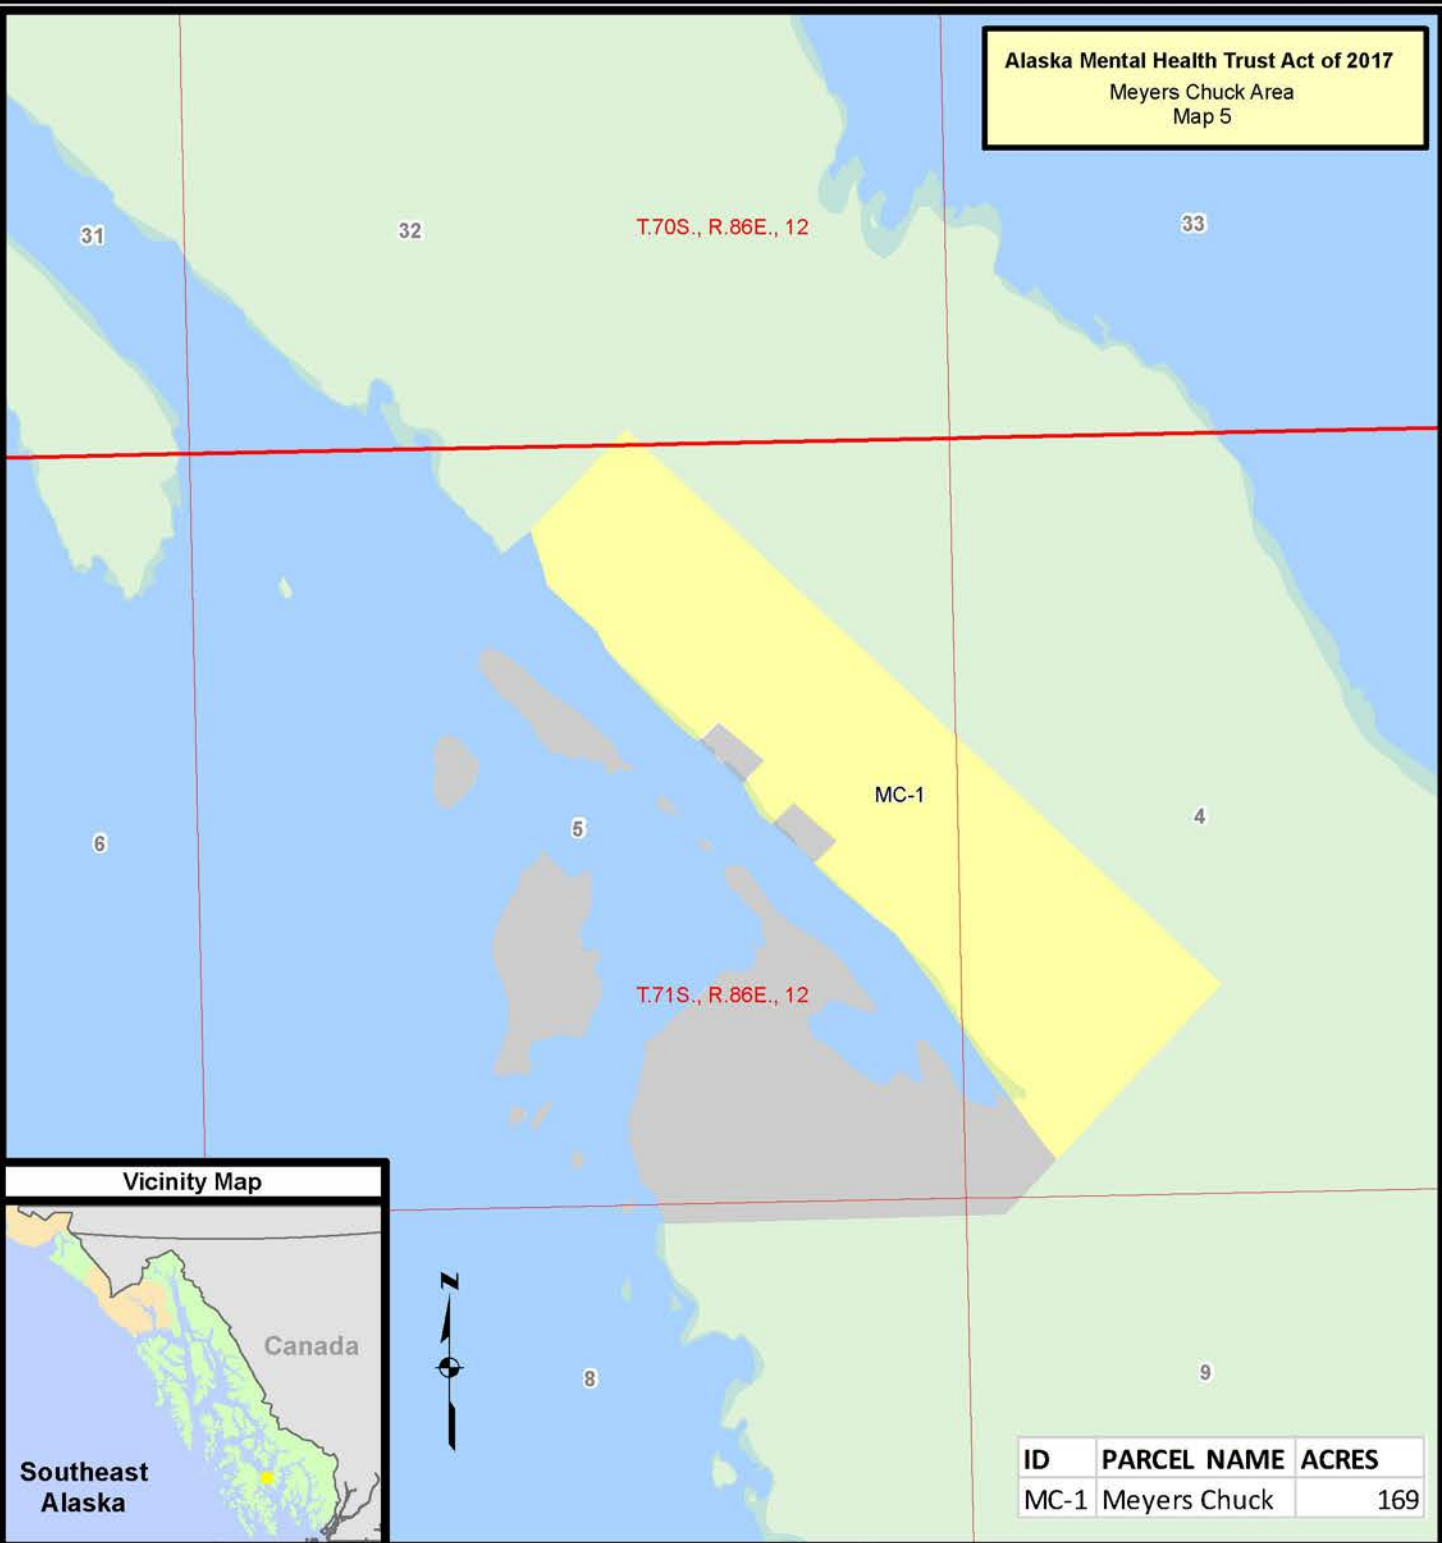 Alaska Mental Health Trust Act of 2017
Meyers Chuck Area
Map 5
31
32
T.70S., R.86E., 12
33
MC-1
6
5
4
T.71S., R.86E., 12
Vicinity Map
Canada
Southeast
Alaska
N
8
9
ID PARCEL NAME ACRES
MC-1 Meyers Chuck 169